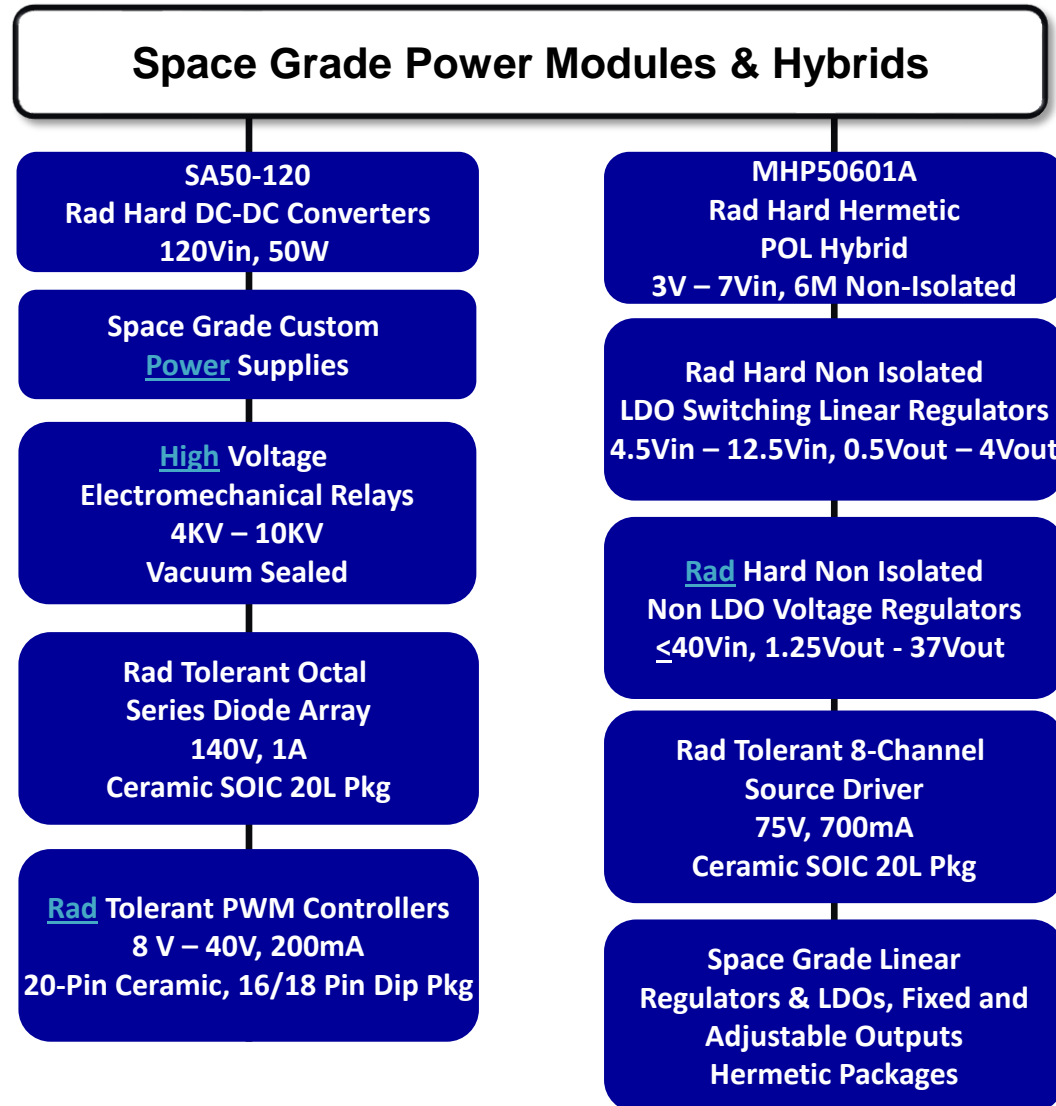 Space Grade Power Modules & Hybrids
SA50-120
Rad Hard DC-DC Converters
120Vin, 50W
Space Grade Custom
Power Supplies
High Voltage
Electromechanical Relays
4KV – 10KV
Vacuum Sealed
Rad Tolerant Octal
Series Diode Array
140V, 1A
Ceramic SOIC 20L Pkg
Rad Tolerant PWM Controllers
8 V – 40V, 200mA
20-Pin Ceramic, 16/18 Pin Dip Pkg
MHP50601A
Rad Hard Hermetic
POL Hybrid
3V – 7Vin, 6M Non-Isolated
Rad Hard Non Isolated
LDO Switching Linear Regulators
4.5Vin – 12.5Vin, 0.5Vout – 4Vout
Rad Hard Non Isolated
Non LDO Voltage Regulators
<40Vin, 1.25Vout - 37Vout
Rad Tolerant 8-Channel
Source Driver
75V, 700mA
Ceramic SOIC 20L Pkg
Space Grade Linear
Regulators & LDOs, Fixed and
Adjustable Outputs
Hermetic Packages